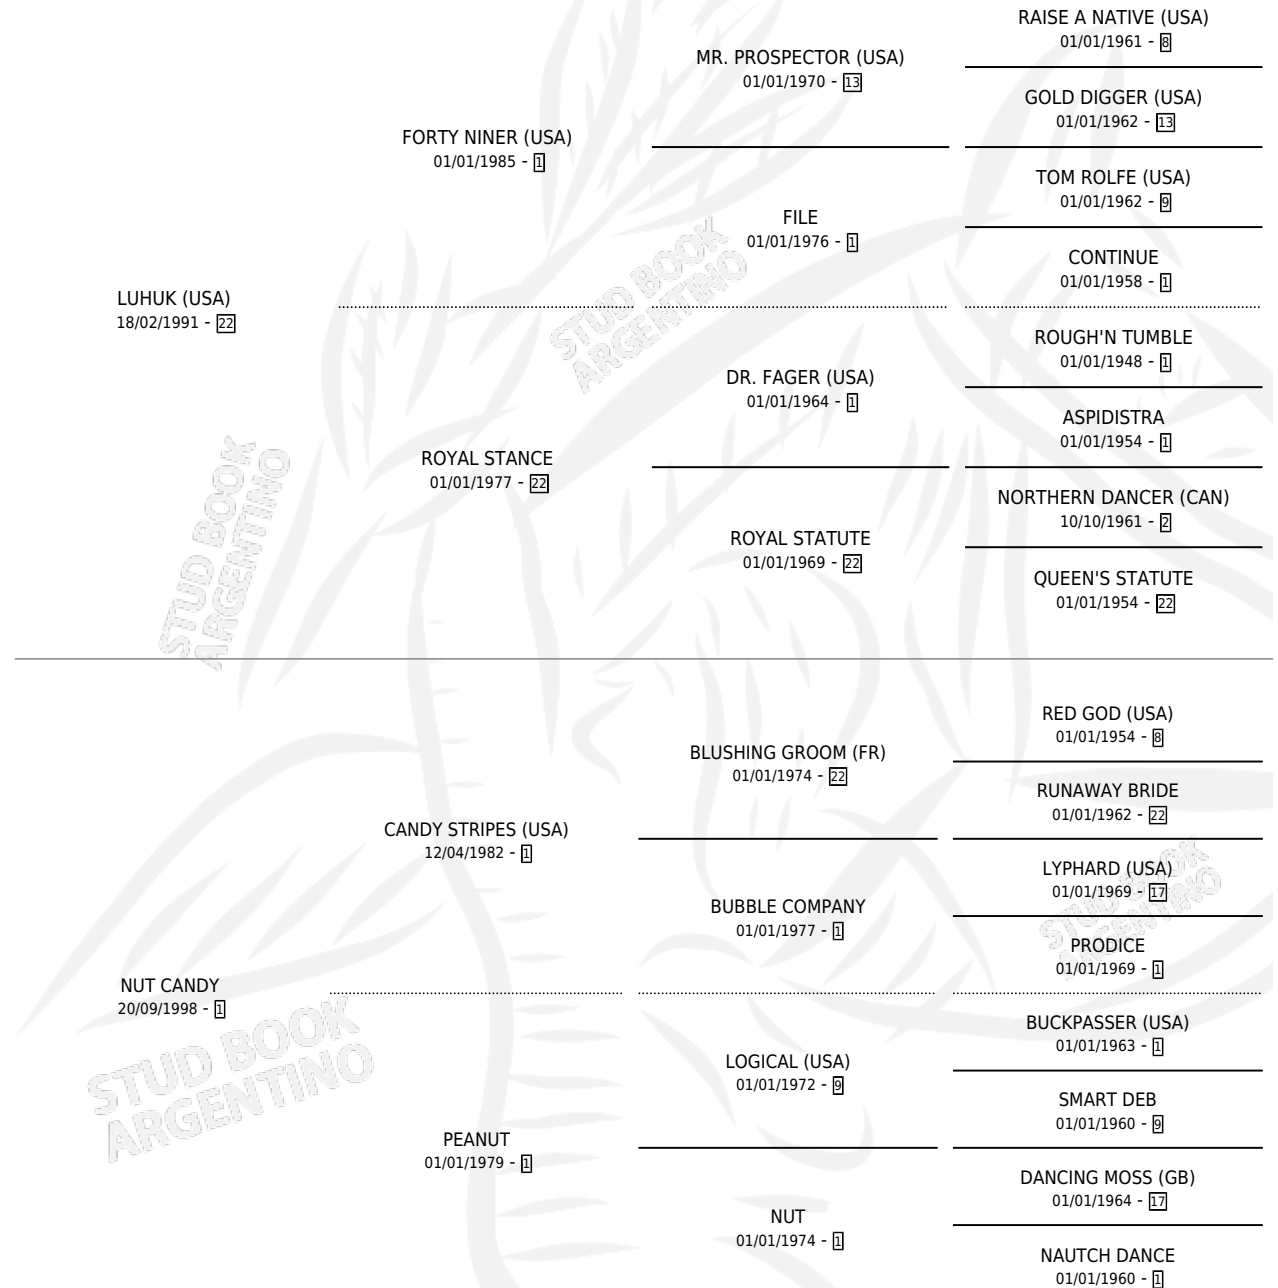 RAISE A NATIVE (USA)
01/01/1961 - 8
MR. PROSPECTOR (USA)
01/01/1970 - 13
GOLD DIGGER (USA)
01/01/1962 - 13
FORTY NINER (USA)
01/01/1985 - 1
TOM ROLFE (USA)
01/01/1962 - 9
FILE
01/01/1976 - 1
CONTINUE
01/01/1958 - 1
LUHUK (USA)
18/02/1991 - 22
ROUGH'N TUMBLE
01/01/1948 - 1
DR. FAGER (USA)
01/01/1964 - 1
ASPIDISTRA
01/01/1954 - 1
ROYAL STANCE
01/01/1977 - 22
NORTHERN DANCER (CAN)
10/10/1961 - 2
ROYAL STATUTE
01/01/1969 - 22
QUEEN'S STATUTE
01/01/1954 - 22
RED GOD (USA)
01/01/1954 - 8
BLUSHING GROOM (FR)
01/01/1974 - 22
RUNAWAY BRIDE
01/01/1962 - 22
CANDY STRIPES (USA)
12/04/1982 - 1
LYPHARD (USA)
01/01/1969 - 17
BUBBLE COMPANY
01/01/1977 - 1
PRODICE
01/01/1969 - 1
NUT CANDY
20/09/1998 - 1
BUCKPASSER (USA)
01/01/1963 - 1
LOGICAL (USA)
01/01/1972 - 9
SMART DEB
01/01/1960 - 9
PEANUT
01/01/1979 - 1
DANCING MOSS (GB)
01/01/1964 - 17
NUT
01/01/1974 - 1
NAUTCH DANCE
01/01/1960 - 1
STUD BOOK
ARGENTINO
STUD BOOK
ARGENTINO
STUD BOOK
ARGENTINO
STUD BOOK
ARGENTINO